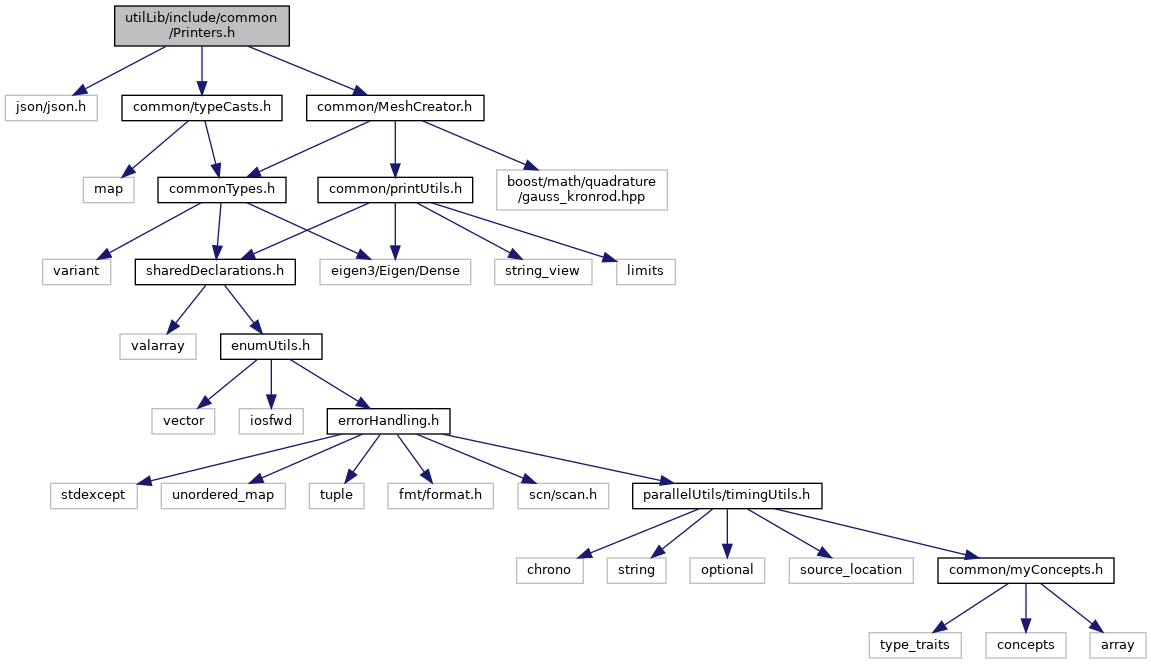 utilLib/include/common
/Printers.h
json/json.h
common/typeCasts.h
common/MeshCreator.h
map
commonTypes.h
common/printUtils.h
boost/math/quadrature
/gauss_kronrod.hpp
variant
sharedDeclarations.h
eigen3/Eigen/Dense
string_view
limits
valarray
enumUtils.h
vector
iosfwd
errorHandling.h
stdexcept
unordered_map
tuple
fmt/format.h
scn/scan.h
parallelUtils/timingUtils.h
chrono
string
optional
source_location
common/myConcepts.h
type_traits
concepts
array